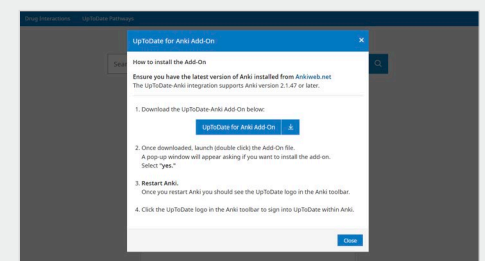 Drug Interactions UpToDate Pathways
UpToDate for Anki Add-On ×
Sear
How to install the Add-On
Ensure you have the latest version of Anki installed from Ankiweb.net
The UpToDate-Anki integration supports Anki version 2.1.47 or later.
1. Download the UpToDate-Anki Add-On below:
UpToDate for Anki Add-On
2. Once downloaded, launch (double click) the Add-On file.
A pop-up window will appear asking if you want to install the add-on.
Select "yes."
3. Restart Anki.
Once you restart Anki you should see the UpToDate logo in the Anki toolbar.
4. Click the UpToDate logo in the Anki toolbar to sign into UpToDate within Anki.
Close